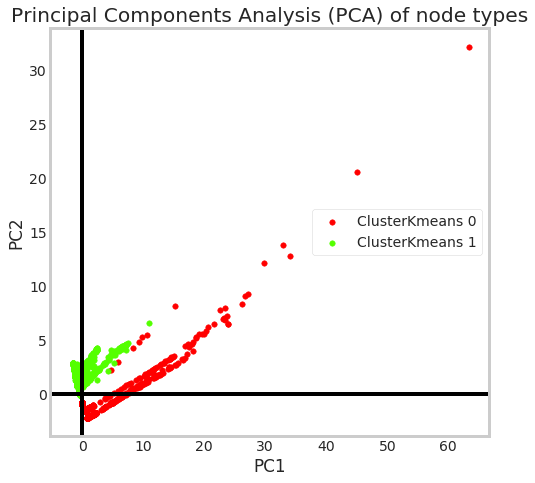 Principal Components Analysis (PCA) of node types
PC2
30
25
20
15
10
5
0
ClusterKmeans 0
ClusterKmeans 1
0 10 20 30 40 50 60
PC1